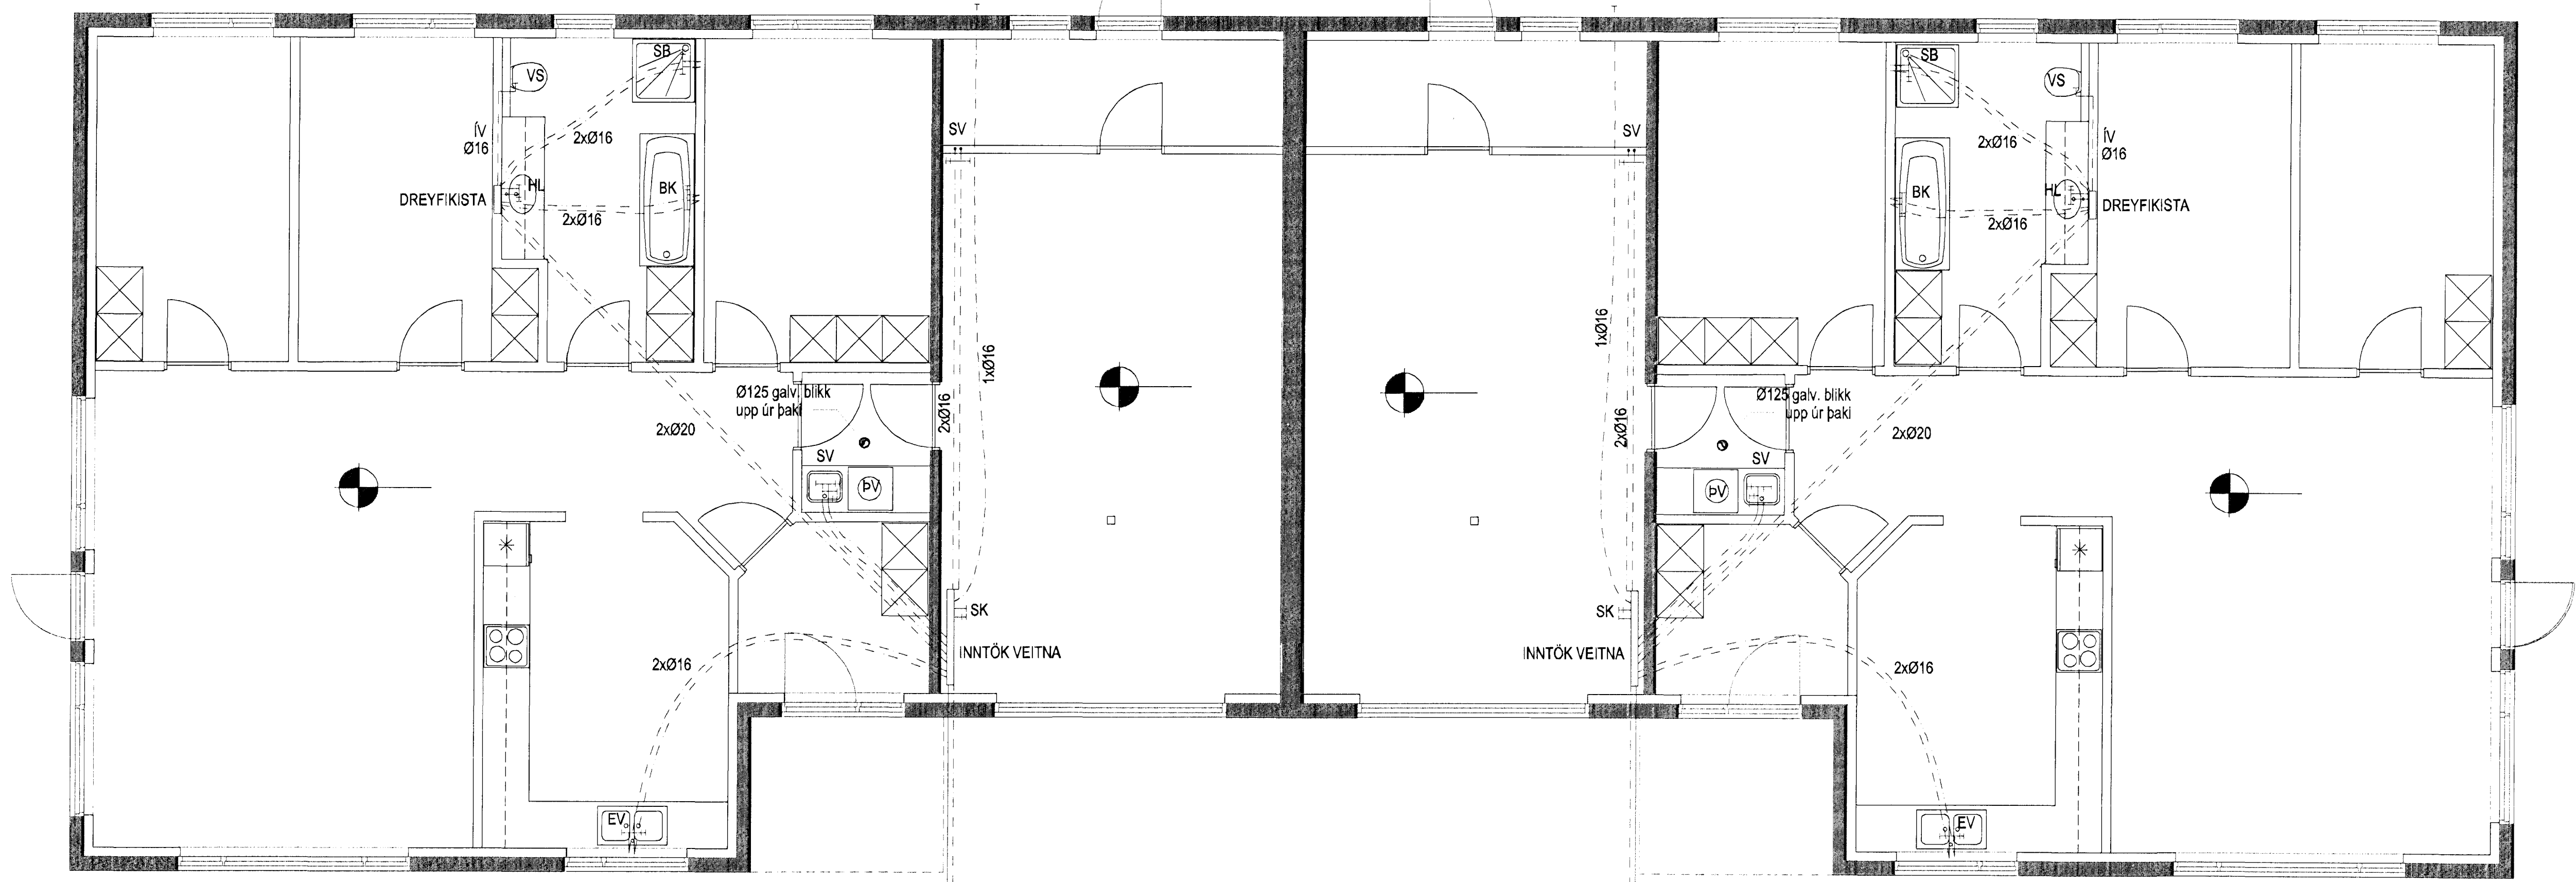 SB
VS
ÍV
Ø16
2xØ16
DREYFIKISTA
HL
BK
2xØ16
SV
1xØ16
Ø125 galv. blikk
upp úr þaki
2xØ16
2xØ20
SV
ÞV
SK
INNTÖK VEITNA
2xØ16
EV
SB
VS
SV
ÍV
Ø16
2xØ16
BK
HL
DREYFIKISTA
2xØ16
1xØ16
Ø125 galv. blikk
upp úr þaki
2xØ16
2xØ20
SV
ÞV
SK
INNTÖK VEITNA
2xØ16
EV